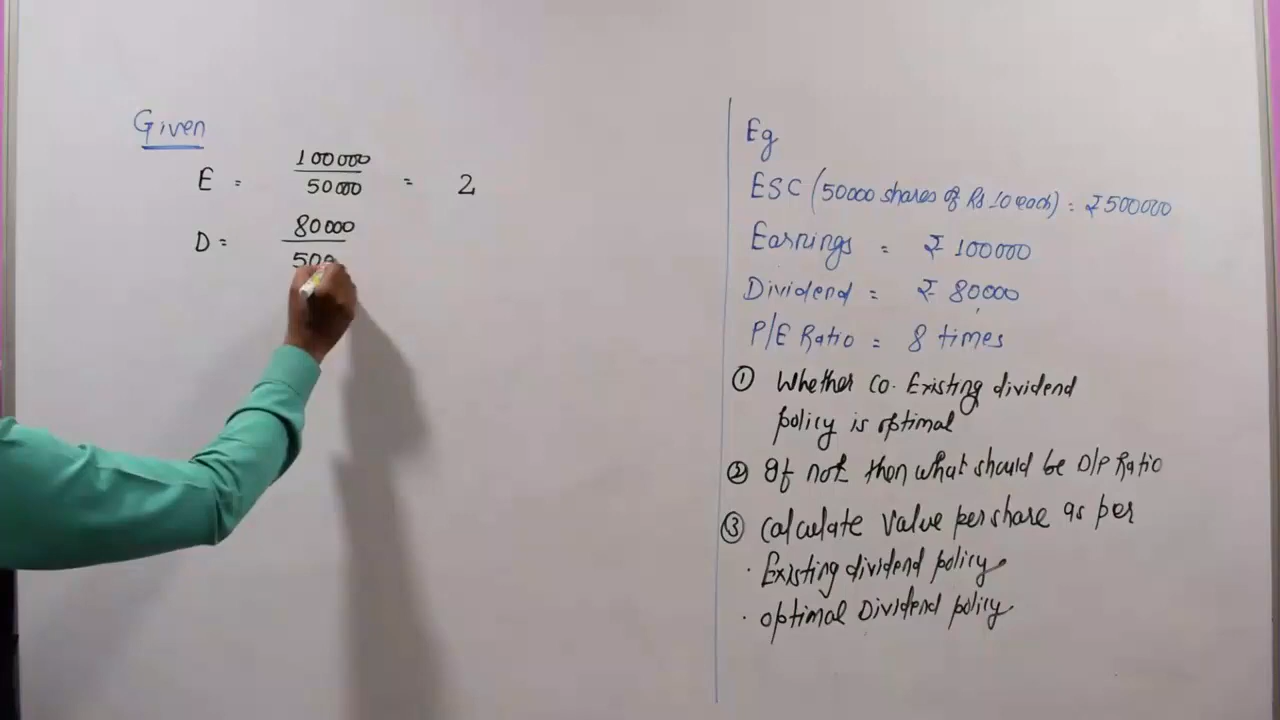 Given
E = 100000 / 50000 = 2
D = 80000 / 500
Eg
ESC (50000 shares of Rs 10 each) = ₹500000
Earnings = ₹ 100000
Dividend = ₹ 80000
P/E Ratio = 8 times
① Whether Co. Existing dividend
policy is optimal
② If not then what should be D/P Ratio
③ Calculate Value per share as per
· Existing dividend policy
· optimal Dividend policy